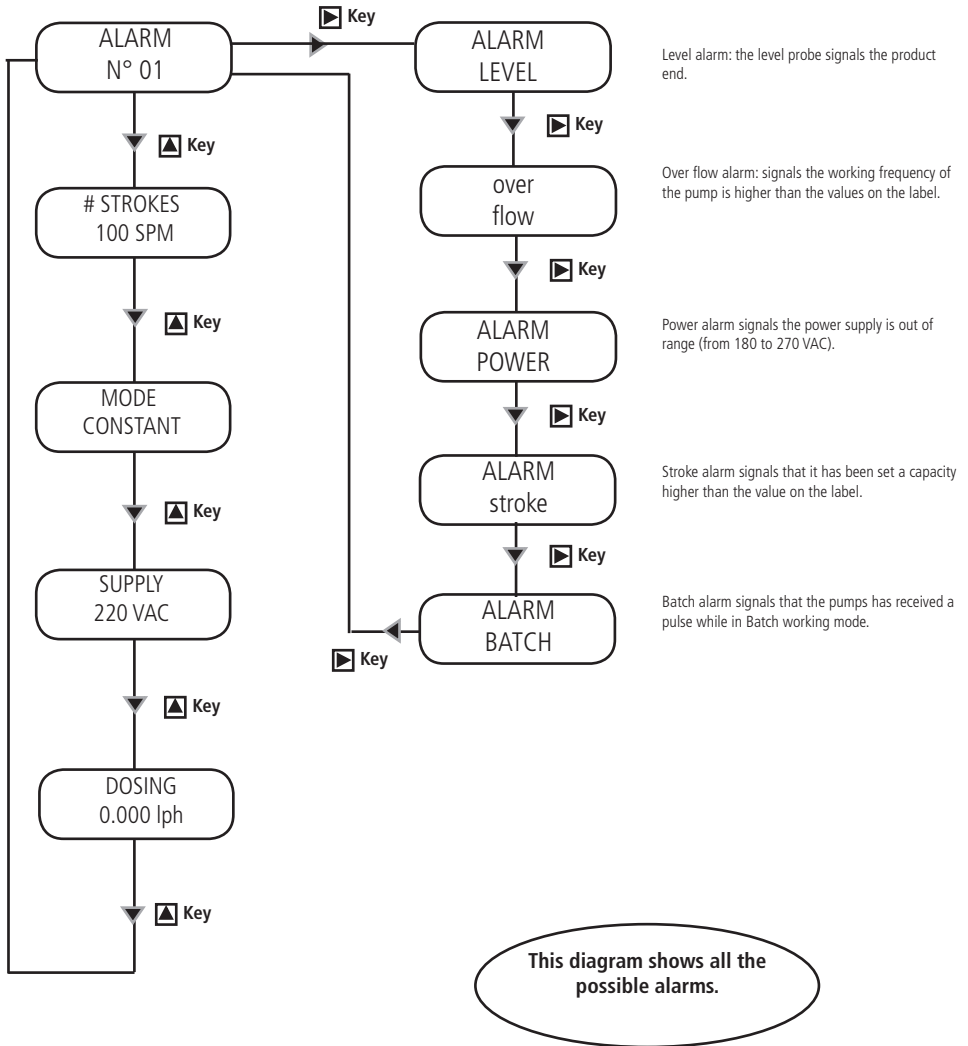 Key
ALARM
N° 01
ALARM
LEVEL
Level alarm: the level probe signals the product
end.
Key
Key
# STROKES
100 SPM
over
flow
Over flow alarm: signals the working frequency of
the pump is higher than the values on the label.
Key
Key
ALARM
POWER
Power alarm signals the power supply is out of
range (from 180 to 270 VAC).
MODE
CONSTANT
Key
Key
ALARM
stroke
Stroke alarm signals that it has been set a capacity
higher than the value on the label.
Key
SUPPLY
220 VAC
ALARM
BATCH
Batch alarm signals that the pumps has received a
pulse while in Batch working mode.
Key
Key
DOSING
0.000 lph
Key
This diagram shows all the
possible alarms.